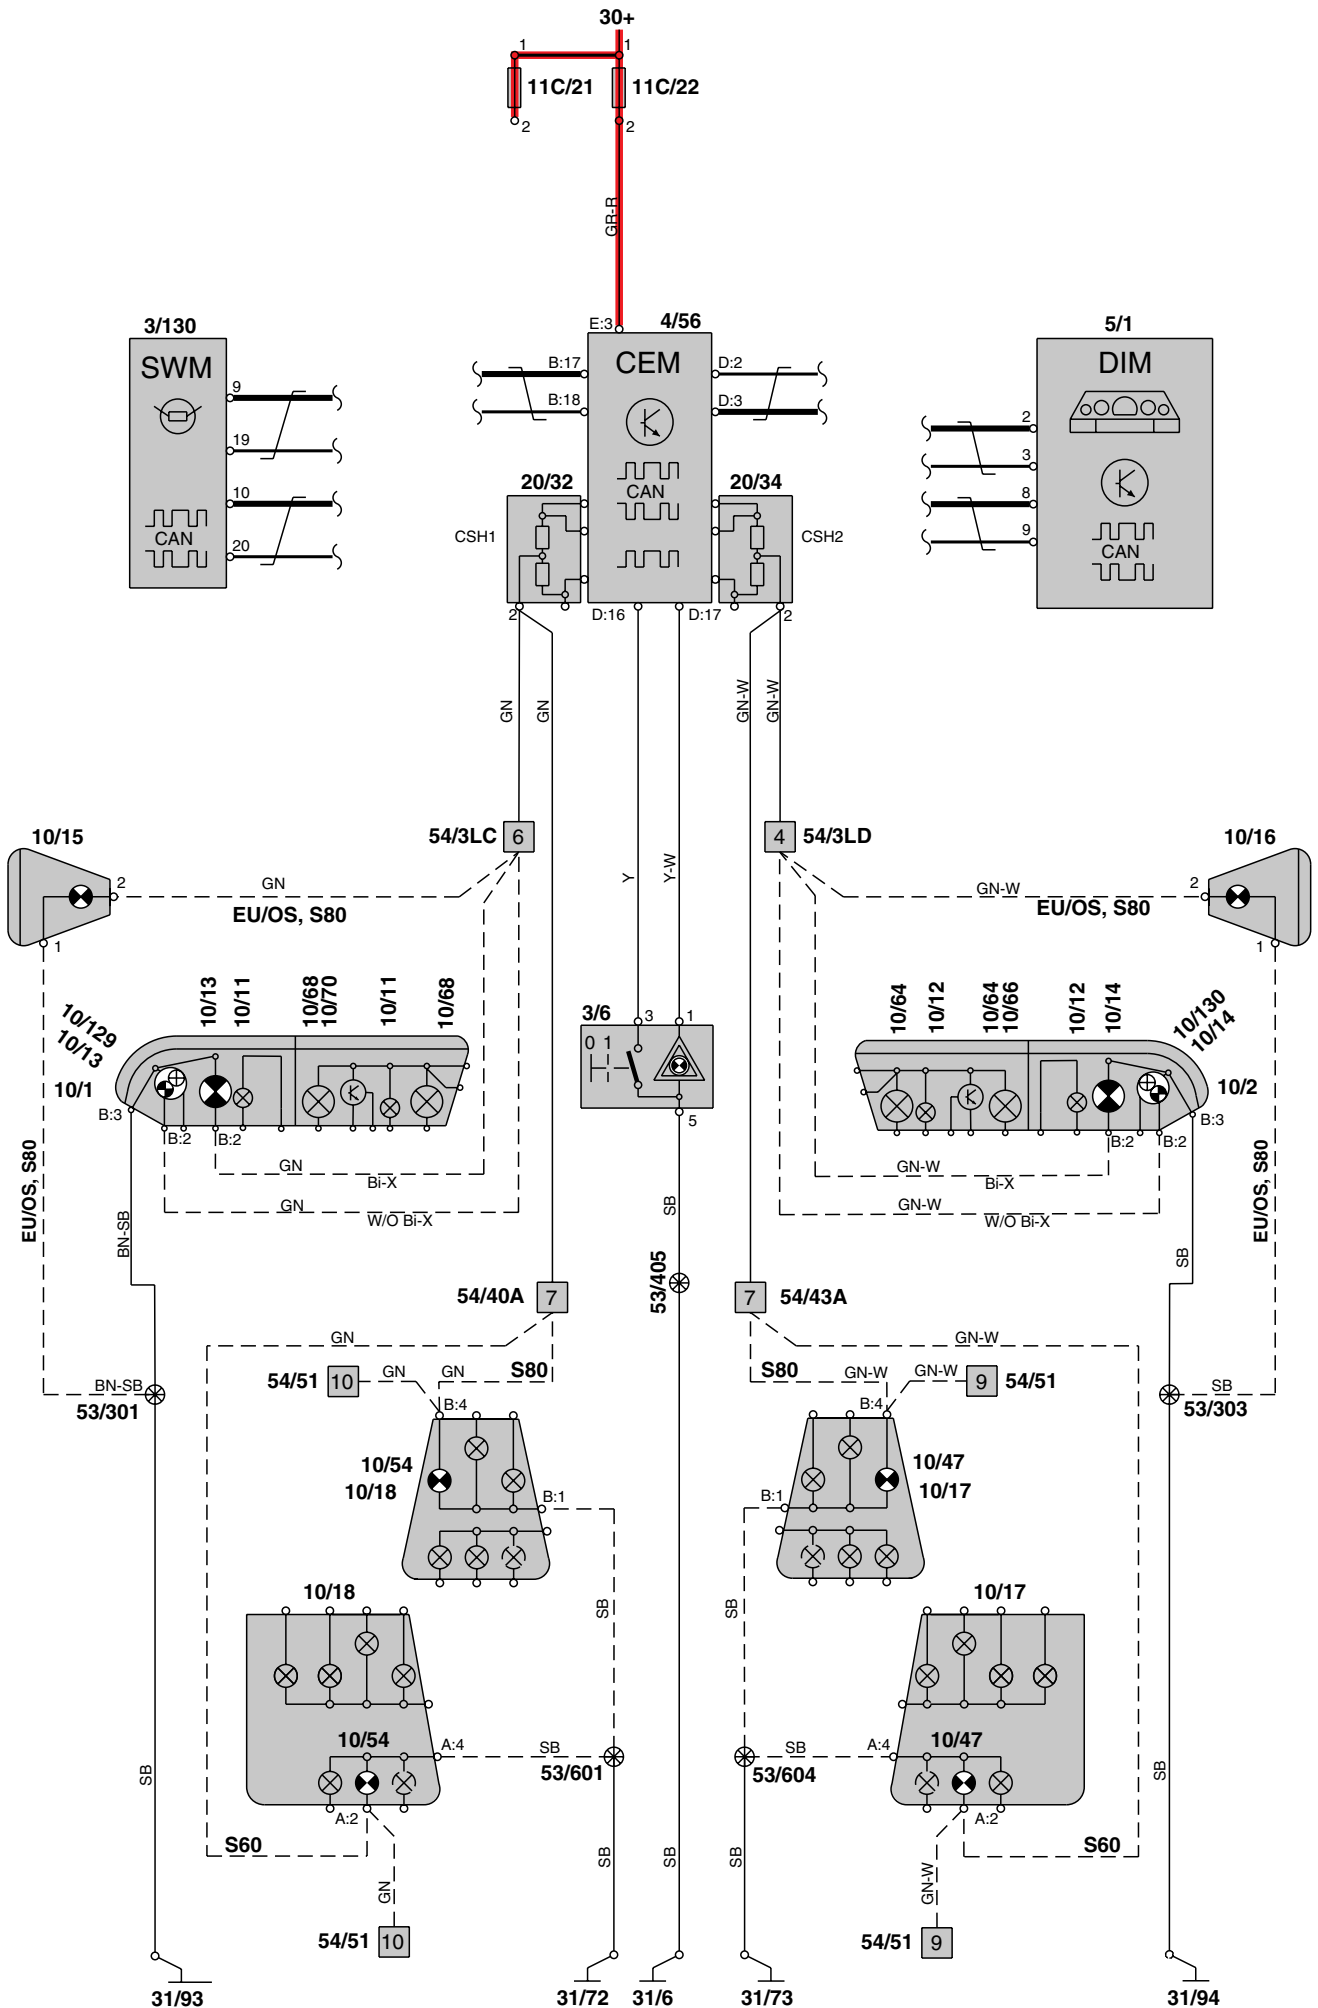 30+
1
1
11C/21
11C/22
2
2
GR-R
3/130
E:3
4/56
5/1
SWM
CEM
DIM
9
B:17
D:2
B:18
D:3
2
19
3
10
8
20
9
CAN
CAN
CAN
20/32
20/34
CSH1
CSH2
2
D:16
D:17
2
GN
GN
GN-W
GN-W
10/15
54/3LC
6
4
54/3LD
10/16
Y
Y-W
2
GN
GN-W
2
EU/OS, S80
EU/OS, S80
1
1
10/13
10/11
10/68
10/70
10/11
10/68
10/64
10/12
10/64
10/66
10/12
10/14
10/129
10/13
10/130
10/14
10/1
10/2
3/6
3
1
0 1
5
B:3
B:2
B:2
B:2
B:2
B:3
GN
Bi-X
GN
W/O Bi-X
GN-W
Bi-X
GN-W
W/O Bi-X
EU/OS, S80
BN-SB
SB
SB
EU/OS, S80
53/405
54/40A
7
7
54/43A
GN
GN-W
54/51
10
GN
GN
S80
S80
GN-W
GN-W
9
54/51
BN-SB
53/301
SB
53/303
B:4
B:4
10/54
10/18
10/47
10/17
B:1
B:1
SB
SB
10/18
10/17
10/54
10/47
A:4
SB
53/601
SB
53/604
A:4
A:2
A:2
S60
S60
SB
SB
SB
SB
SB
GN
GN-W
54/51
10
54/51
9
31/93
31/72
31/6
31/73
31/94